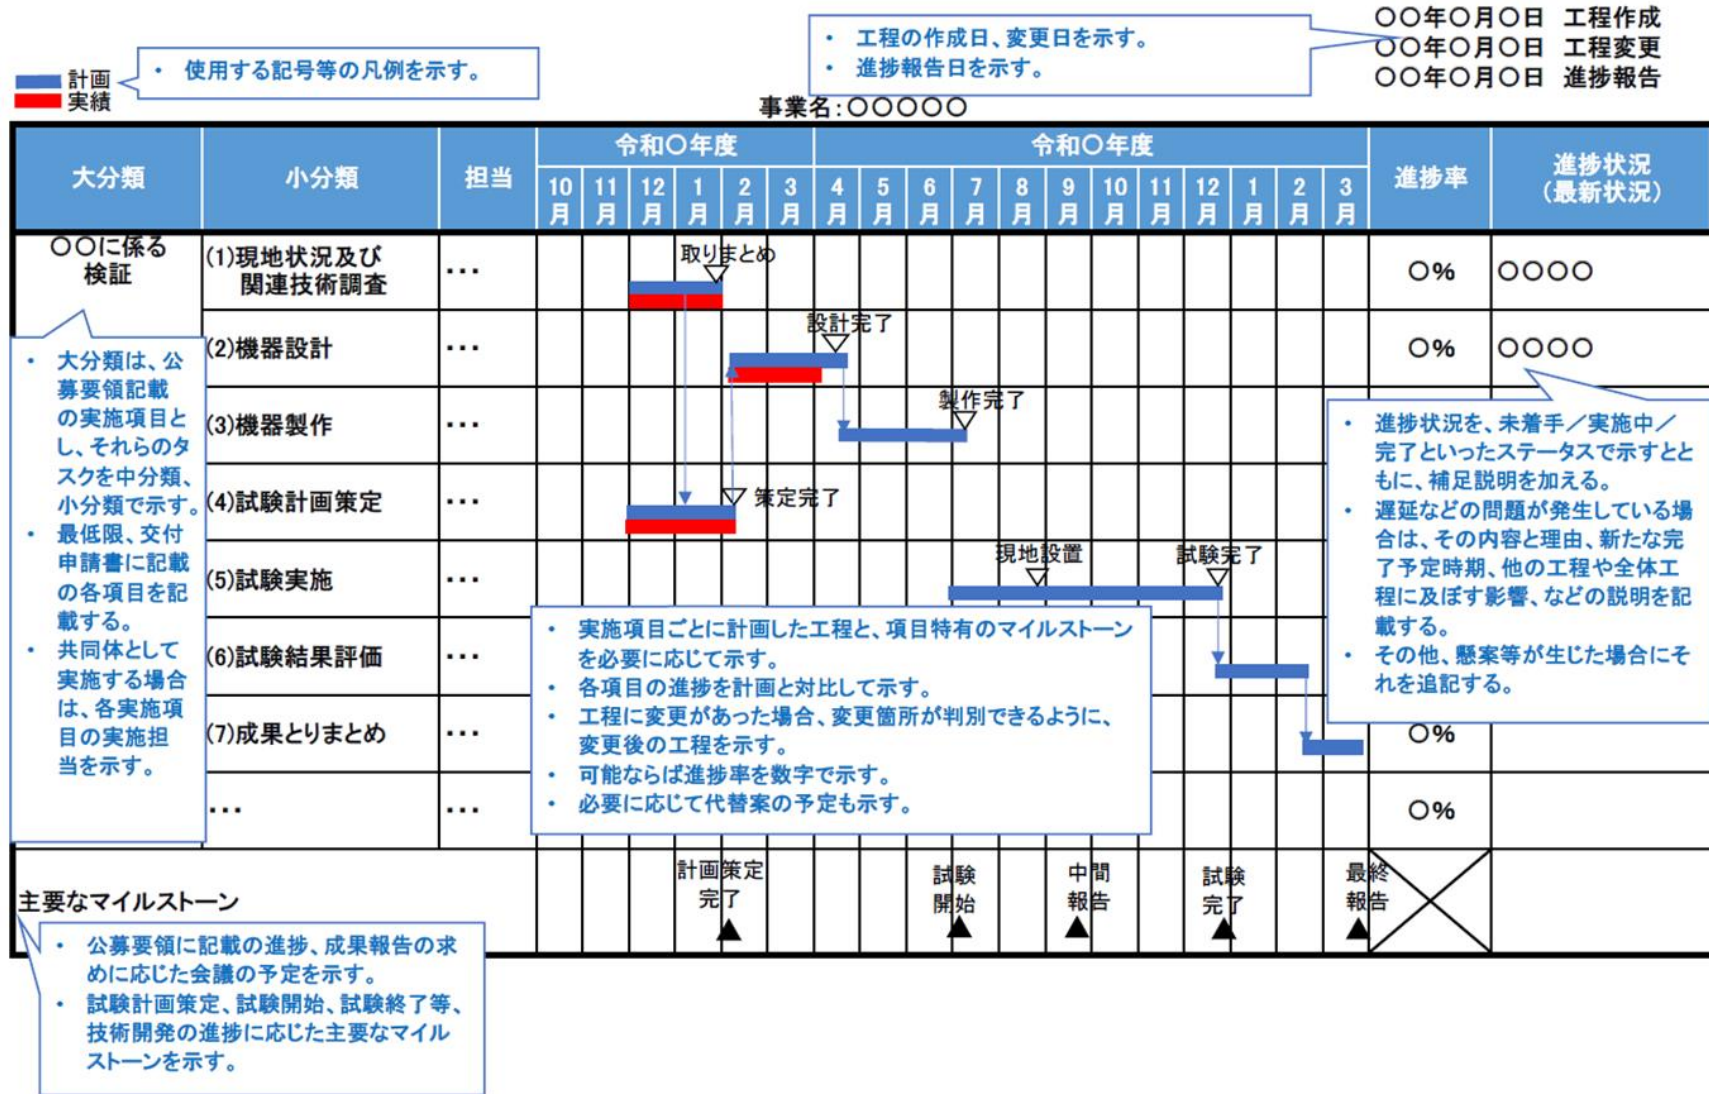 ○○年○月○日 工程作成
○○年○月○日 工程変更
○○年○月○日 進捗報告
・ 工程の作成日、変更日を示す。
・ 進捗報告日を示す。
計画
実績
・ 使用する記号等の凡例を示す。
事業名:○○○○○
大分類 小分類 担当 令和○年度 令和○年度 進捗率 進捗状況
(最新状況)
10月 11月 12月 1月 2月 3月 4月 5月 6月 7月 8月 9月 10月 11月 12月 1月 2月 3月
○○に係る
検証
(1)現地状況及び
関連技術調査
・・・
取りまとめ
○%
○○○○
(2)機器設計
・・・
設計完了
○%
○○○○
(3)機器製作
・・・
製作完了
(4)試験計画策定
・・・
策定完了
(5)試験実施
・・・
現地設置
試験完了
(6)試験結果評価
・・・
(7)成果とりまとめ
・・・
○%
・・・
・・・
○%
・ 大分類は、公
募要領記載
の実施項目と
し、それらのタ
スクを中分類、
小分類で示す。
・ 最低限、交付
申請書に記載
の各項目を記
載する。
・ 共同体として
実施する場合
は、各実施項
目の実施担
当を示す。
・ 実施項目ごとに計画した工程と、項目特有のマイルストーン
を必要に応じて示す。
・ 各項目の進捗を計画と対比して示す。
・ 工程に変更があった場合、変更箇所が判別できるように、
変更後の工程を示す。
・ 可能ならば進捗率を数字で示す。
・ 必要に応じて代替案の予定も示す。
・ 進捗状況を、未着手/実施中/
完了といったステータスで示すとと
もに、補足説明を加える。
・ 遅延などの問題が発生している場
合は、その内容と理由、新たな完
了予定時期、他の工程や全体工
程に及ぼす影響、などの説明を記
載する。
・ その他、懸案等が生じた場合にそ
れを追記する。
主要なマイルストーン
計画策定
完了
試験
開始
中間
報告
試験
完了
最終
報告
・ 公募要領に記載の進捗、成果報告の求
めに応じた会議の予定を示す。
・ 試験計画策定、試験開始、試験終了等、
技術開発の進捗に応じた主要なマイル
ストーンを示す。